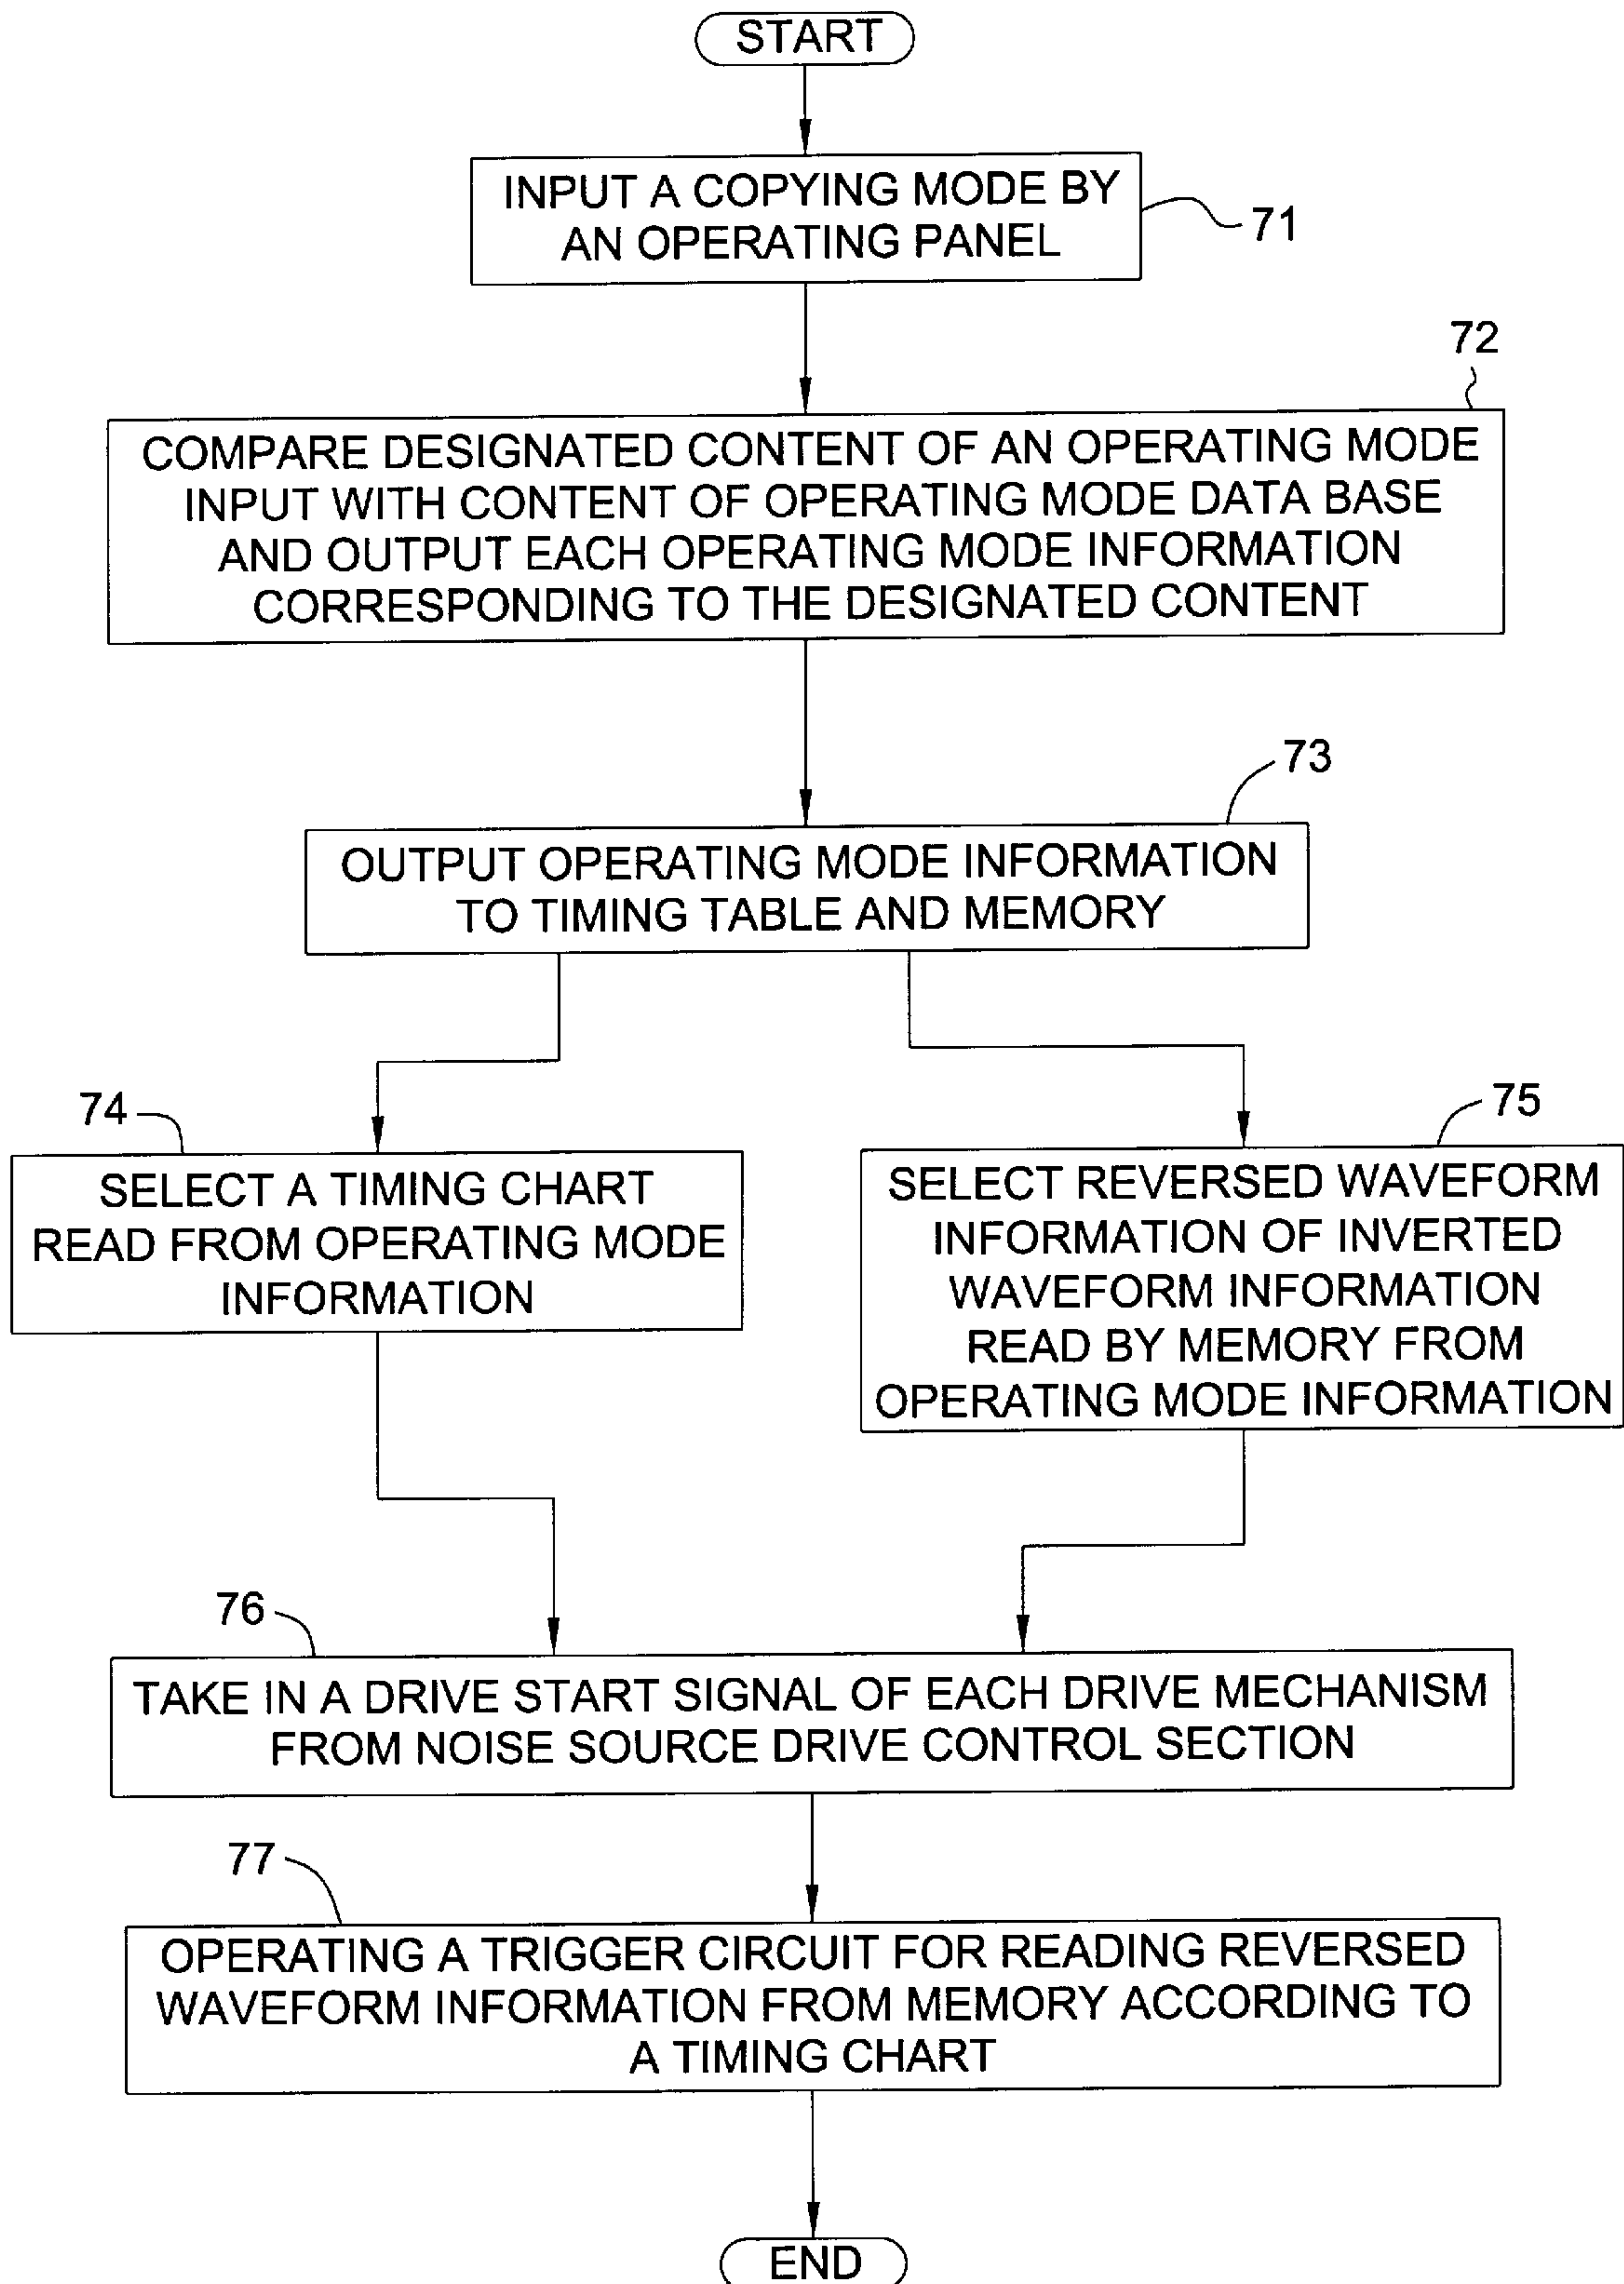 START
INPUT A COPYING MODE BY
AN OPERATING PANEL
71
72
COMPARE DESIGNATED CONTENT OF AN OPERATING MODE
INPUT WITH CONTENT OF OPERATING MODE DATA BASE
AND OUTPUT EACH OPERATING MODE INFORMATION
CORRESPONDING TO THE DESIGNATED CONTENT
73
OUTPUT OPERATING MODE INFORMATION
TO TIMING TABLE AND MEMORY
74
SELECT A TIMING CHART
READ FROM OPERATING MODE
INFORMATION
75
SELECT REVERSED WAVEFORM
INFORMATION OF INVERTED
WAVEFORM INFORMATION
READ BY MEMORY FROM
OPERATING MODE INFORMATION
76
TAKE IN A DRIVE START SIGNAL OF EACH DRIVE MECHANISM
FROM NOISE SOURCE DRIVE CONTROL SECTION
77
OPERATING A TRIGGER CIRCUIT FOR READING REVERSED
WAVEFORM INFORMATION FROM MEMORY ACCORDING TO
A TIMING CHART
END